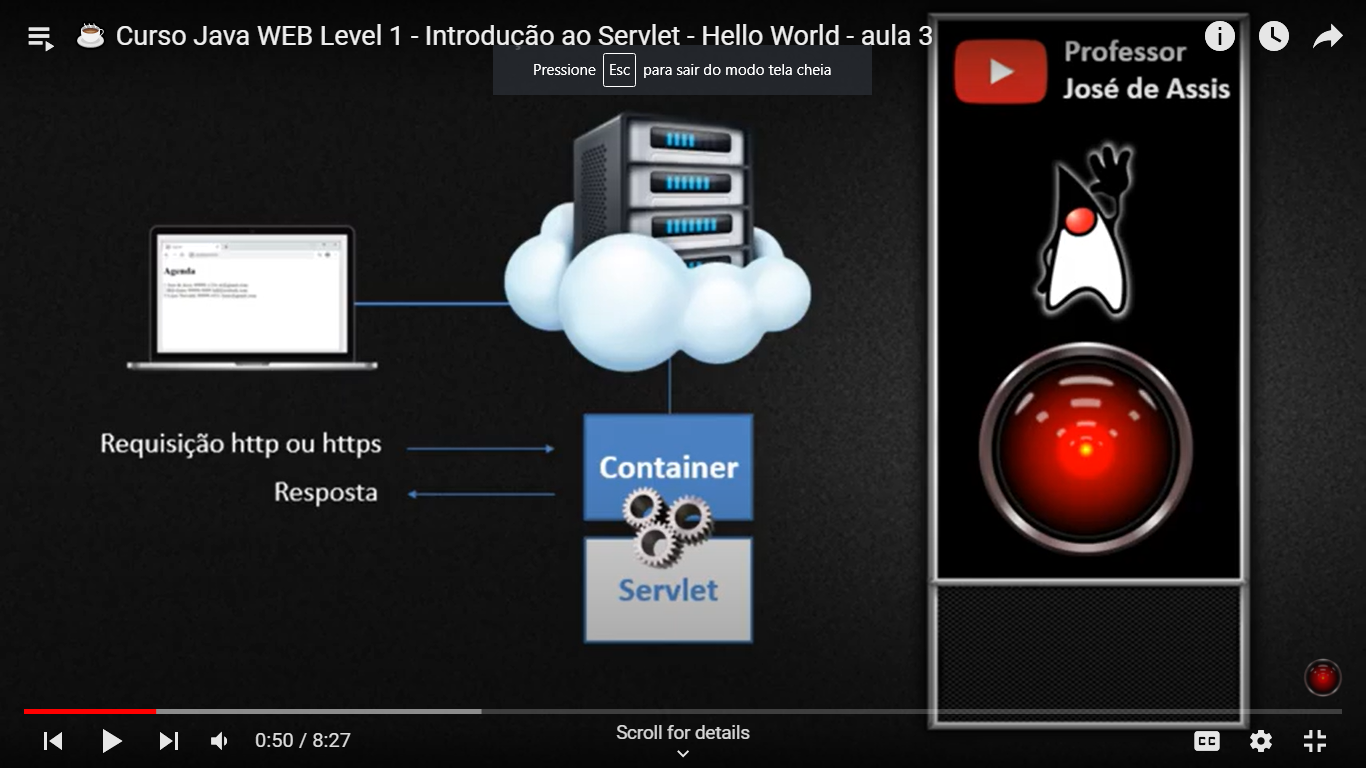 ☕ Curso Java WEB Level 1 - Introdução ao Servlet - Hello World - aula 3
Pressione Esc para sair do modo tela cheia
Professor
José de Assis
Agenda
Requisição http ou https
Resposta
Container
Servlet
0:50 / 8:27
Scroll for details
CC